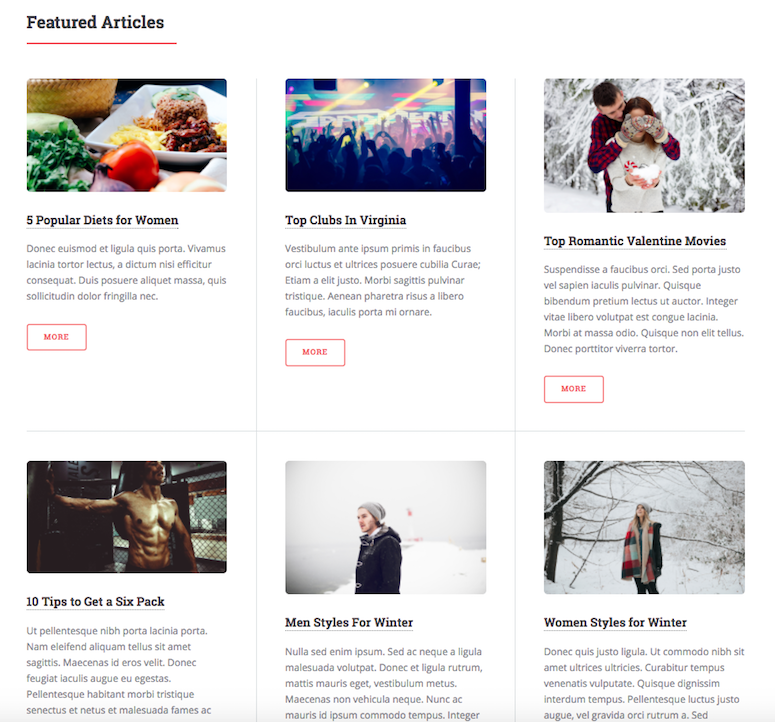 Featured Articles
5 Popular Diets for Women
Donec euismod et ligula quis porta. Vivamus
lacinia tortor lectus, a dictum nisi efficitur
consequat. Duis posuere aliquet massa, quis
sollicitudin dolor fringilla nec.
MORE
Top Clubs In Virginia
Vestibulum ante ipsum primis in faucibus
orci luctus et ultrices posuere cubilia Curae;
Etiam a elit justo. Morbi sagittis pulvinar
tristique. Aenean pharetra risus a libero
faucibus, iaculis porta mi ornare.
MORE
Top Romantic Valentine Movies
Suspendisse a faucibus orci. Sed porta justo
vel sapien iaculis pulvinar. Quisque
bibendum pretium lectus ut auctor. Integer
vitae libero volutpat est congue lacinia.
Morbi at massa odio. Quisque non elit tellus.
Donec porttitor viverra tortor.
MORE
10 Tips to Get a Six Pack
Ut pellentesque nibh porta lacinia porta.
Nam eleifend aliquam tellus sit amet
sagittis. Maecenas id eros velit. Donec
feugiat iaculis augue eu egestas.
Pellentesque habitant morbi tristique
senectus et netus et malesuada fames ac
Men Styles For Winter
Nulla sed enim ipsum. Sed ac neque a ligula
malesuada volutpat. Donec et ligula rutrum,
mattis mauris eget, vestibulum metus.
Maecenas non vehicula neque. Nunc ac
mauris id ipsum commodo tempus. Integer
Women Styles for Winter
Donec quis justo ligula. Ut commodo nibh sit
amet ultrices ultricies. Curabitur tempus
venenatis vulputate. Quisque dignissim
interdum tempus. Pellentesque luctus justo
augue, vel gravida orci rutrum a. Sed